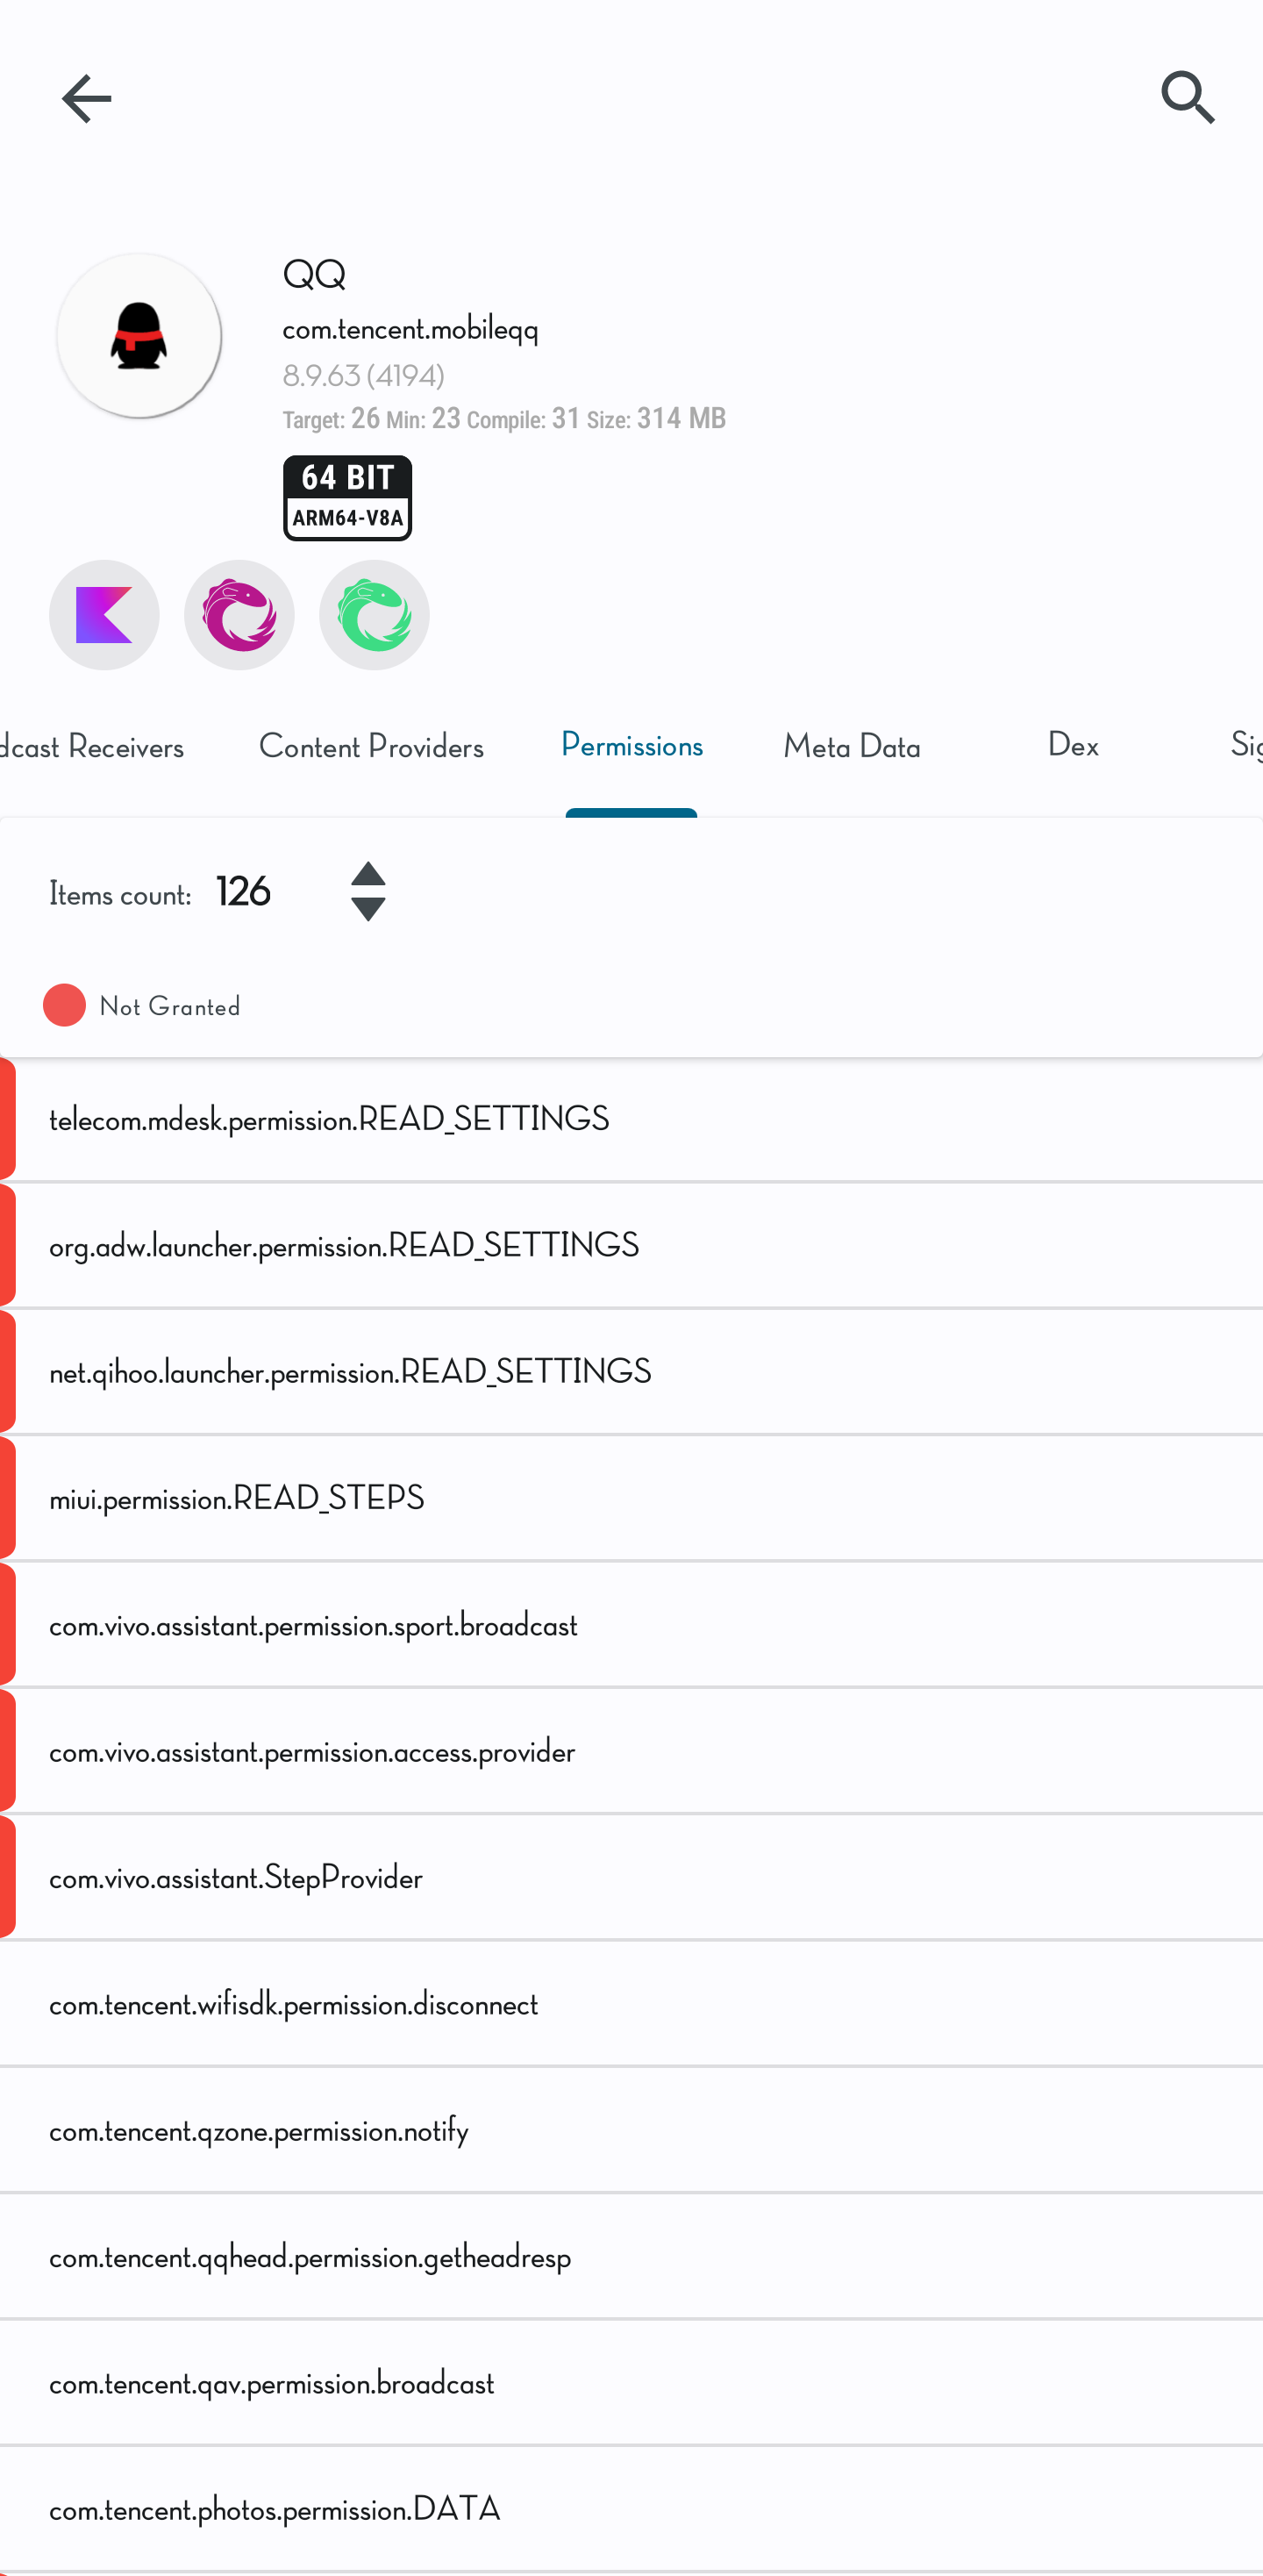 QQ
com.tencent.mobileqq
8.9.63 (4194)
Target: 26 Min: 23 Compile: 31 Size: 314 MB
64 BIT
ARM64-V8A
dcast Receivers Content Providers Permissions Meta Data Dex Sig
Items count: 126
Not Granted
telecom.mdesk.permission.READ_SETTINGS
org.adw.launcher.permission.READ_SETTINGS
net.qihoo.launcher.permission.READ_SETTINGS
miui.permission.READ_STEPS
com.vivo.assistant.permission.sport.broadcast
com.vivo.assistant.permission.access.provider
com.vivo.assistant.StepProvider
com.tencent.wifisdk.permission.disconnect
com.tencent.qzone.permission.notify
com.tencent.qqhead.permission.getheadresp
com.tencent.qav.permission.broadcast
com.tencent.photos.permission.DATA